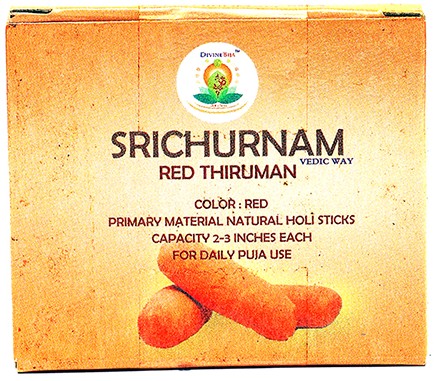 DIVINE BHA™
SRICHURNAM
VEDIC WAY
RED THIRUMAN
COLOR : RED
PRIMARY MATERIAL NATURAL HOLI STICKS
CAPACITY 2-3 INCHES EACH
FOR DAILY PUJA USE